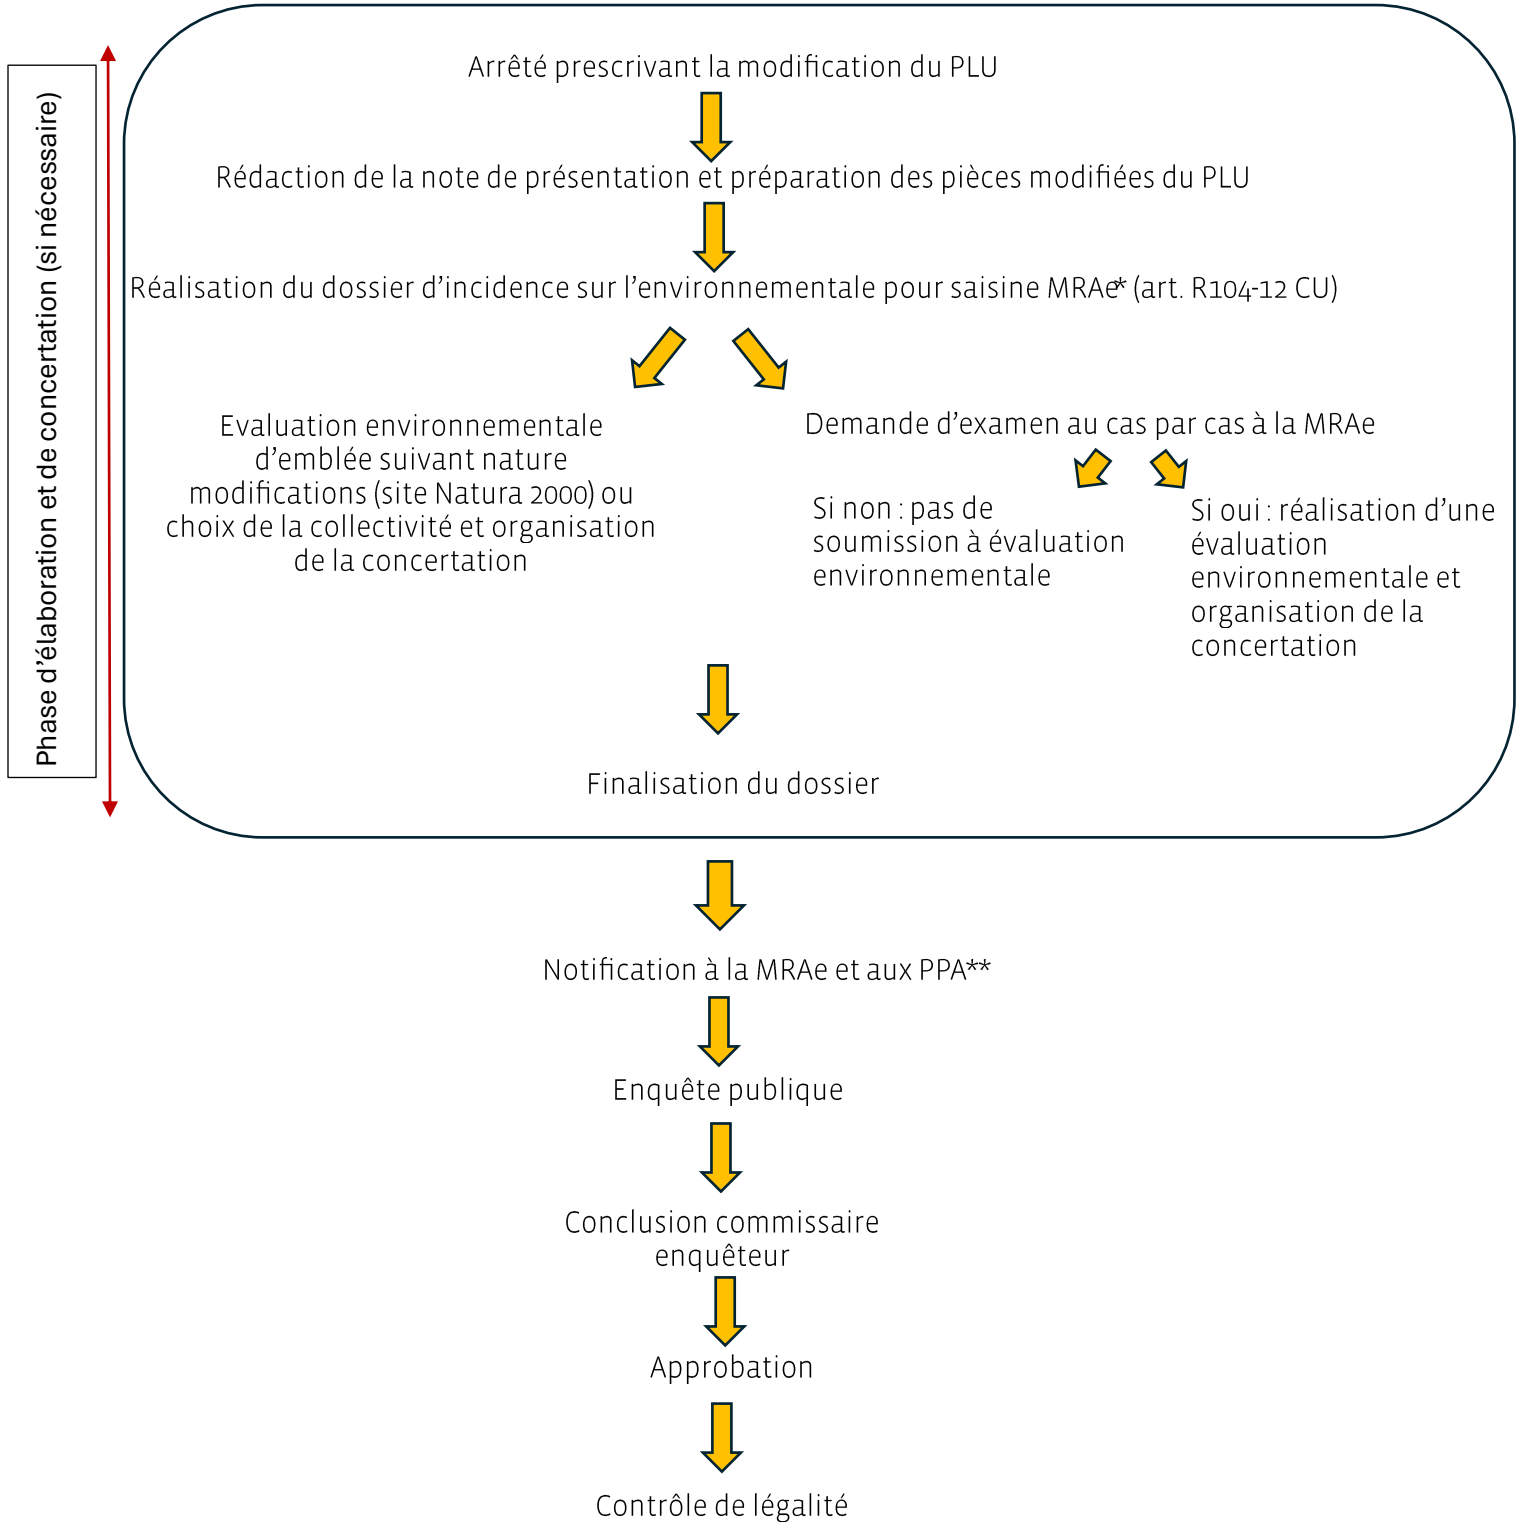 Phase d'élaboration et de concertation (si nécessaire)
Arrêté prescrivant la modification du PLU
Rédaction de la note de présentation et préparation des pièces modifiées du PLU
Réalisation du dossier d'incidence sur l'environnementale pour saisine MRAe* (art. R104-12 CU)
Evaluation environnementale
d'emblée suivant nature
modifications (site Natura 2000) ou
choix de la collectivité et organisation
de la concertation
Demande d'examen au cas par cas à la MRAe
Si non : pas de
soumission à évaluation
environnementale
Si oui : réalisation d'une
évaluation
environnementale et
organisation de la
concertation
Finalisation du dossier
Notification à la MRAe et aux PPA**
Enquête publique
Conclusion commissaire
enquêteur
Approbation
Contrôle de légalité